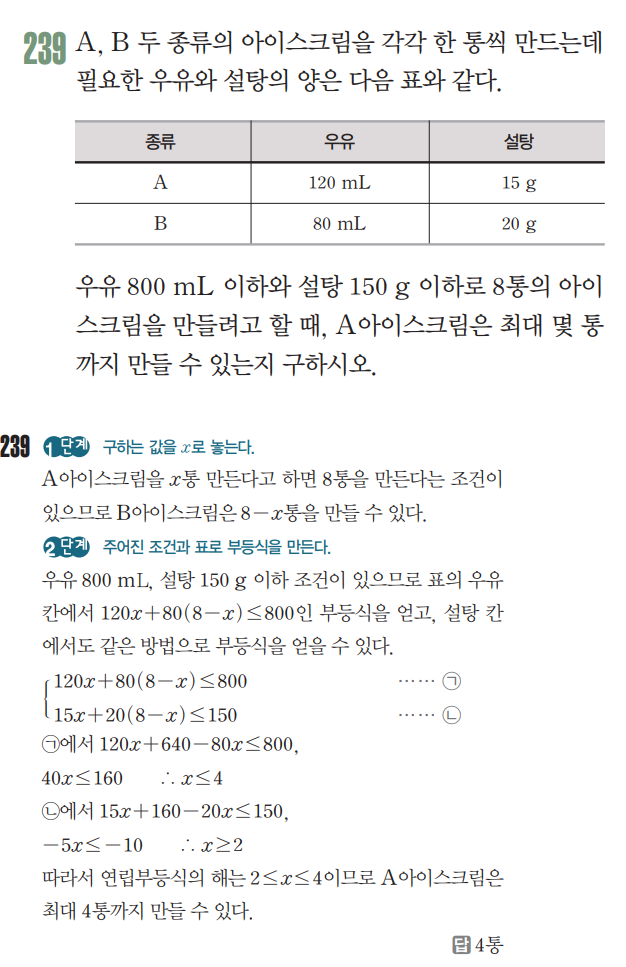 239 A, B 두 종류의 아이스크림을 각각 한 통씩 만드는데
필요한 우유와 설탕의 양은 다음 표와 같다.
종류 우유 설탕
A 120 mL 15 g
B 80 mL 20 g
우유 800 mL 이하와 설탕 150 g 이하로 8통의 아이
스크림을 만들려고 할 때, A아이스크림은 최대 몇 통
까지 만들 수 있는지 구하시오.
239 1단계 구하는 값을 x로 놓는다.
A아이스크림을 x통 만든다고 하면 8통을 만든다는 조건이
있으므로 B아이스크림은 8-x통을 만들 수 있다.
2단계 주어진 조건과 표로 부등식을 만든다.
우유 800 mL, 설탕 150 g 이하 조건이 있으므로 표의 우유
칸에서 120x+80(8-x)≤800인 부등식을 얻고, 설탕 칸
에서도 같은 방법으로 부등식을 얻을 수 있다.
120x+80(8-x)≤800 …… ㉠
15x+20(8-x)≤150 …… ㉡
㉠에서 120x+640-80x≤800,
40x≤160 ∴ x≤4
㉡에서 15x+160-20x≤150,
-5x≤-10 ∴ x≥2
따라서 연립부등식의 해는 2≤x≤4이므로 A아이스크림은
최대 4통까지 만들 수 있다.
답 4통